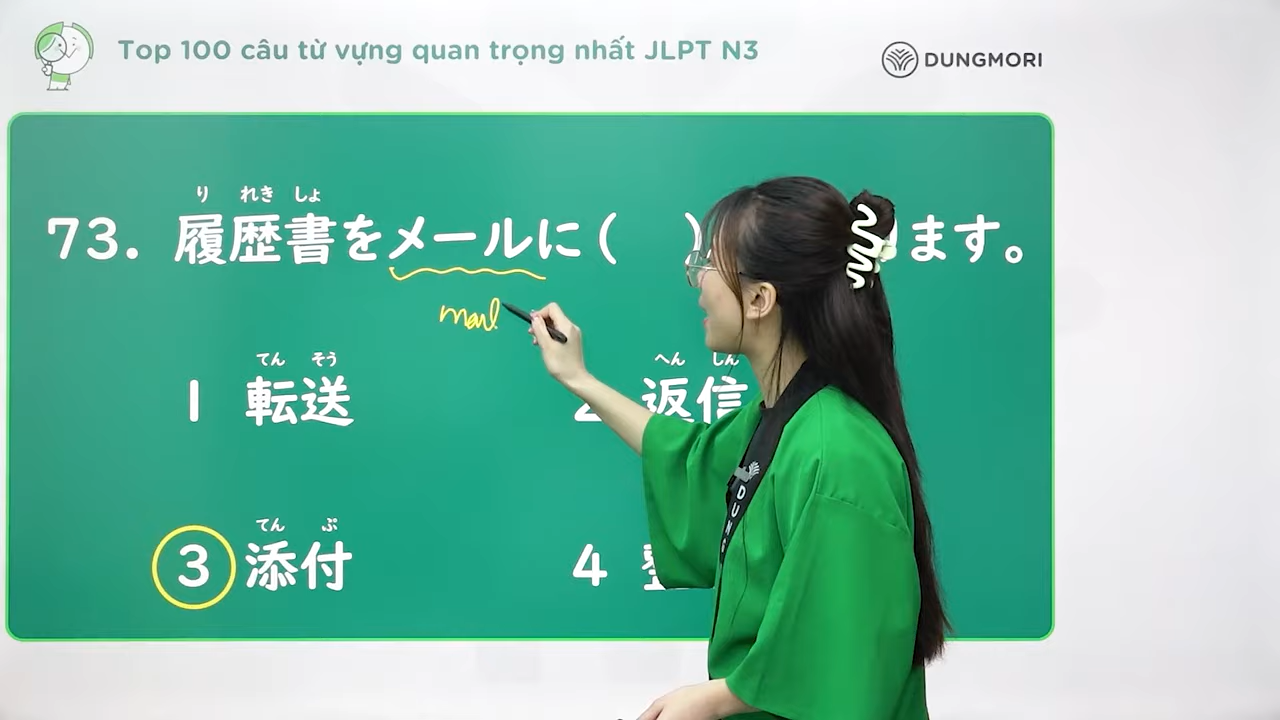 Top 100 câu từ vựng quan trọng nhất JLPT N3
DUNGMORI
り れき しょ
73. 履歴書をメールに( )ます。
mail
てん そう
1 転送
へん しん
2 返信
てん ぷ
3 添付
4
DUNG